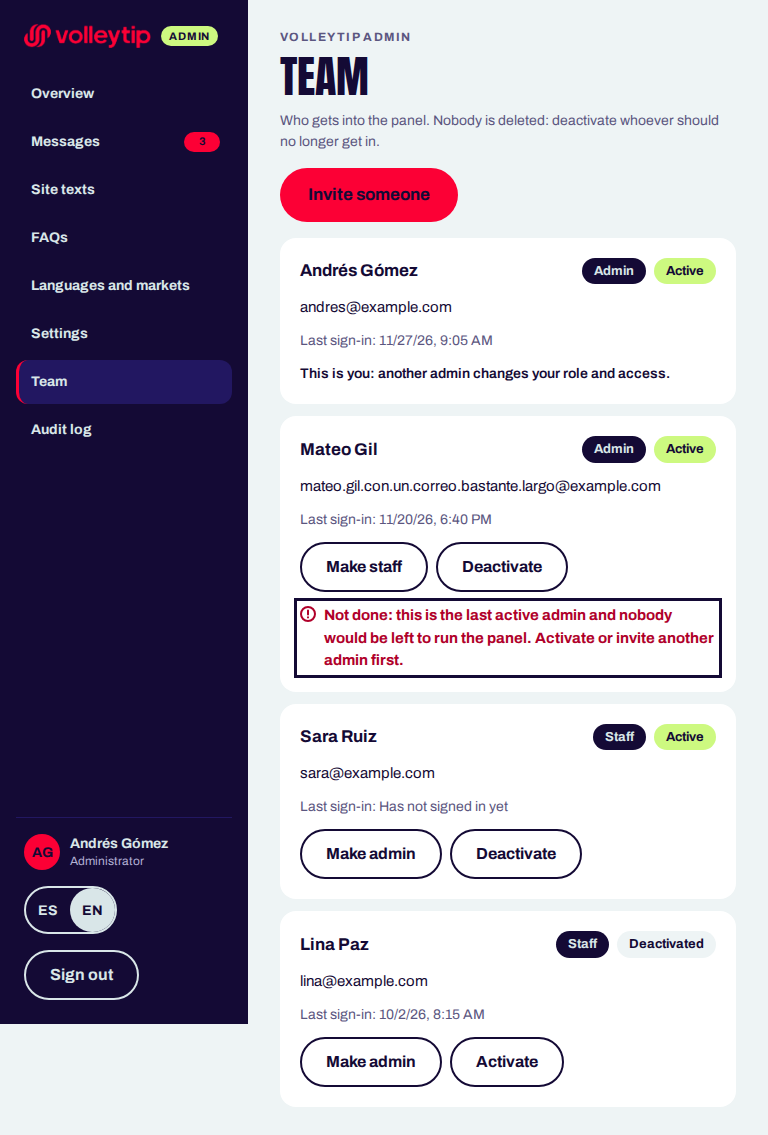 volleytip ADMIN
Overview
Messages 3
Site texts
FAQs
Languages and markets
Settings
Team
Audit log
AG Andrés Gómez
Administrator
ES EN
Sign out
VOLLEYTIP ADMIN
TEAM
Who gets into the panel. Nobody is deleted: deactivate whoever should
no longer get in.
Invite someone
Andrés Gómez Admin Active
andres@example.com
Last sign-in: 11/27/26, 9:05 AM
This is you: another admin changes your role and access.
Mateo Gil Admin Active
mateo.gil.con.un.correo.bastante.largo@example.com
Last sign-in: 11/20/26, 6:40 PM
Make staff Deactivate
Not done: this is the last active admin and nobody
would be left to run the panel. Activate or invite another
admin first.
Sara Ruiz Staff Active
sara@example.com
Last sign-in: Has not signed in yet
Make admin Deactivate
Lina Paz Staff Deactivated
lina@example.com
Last sign-in: 10/2/26, 8:15 AM
Make admin Activate